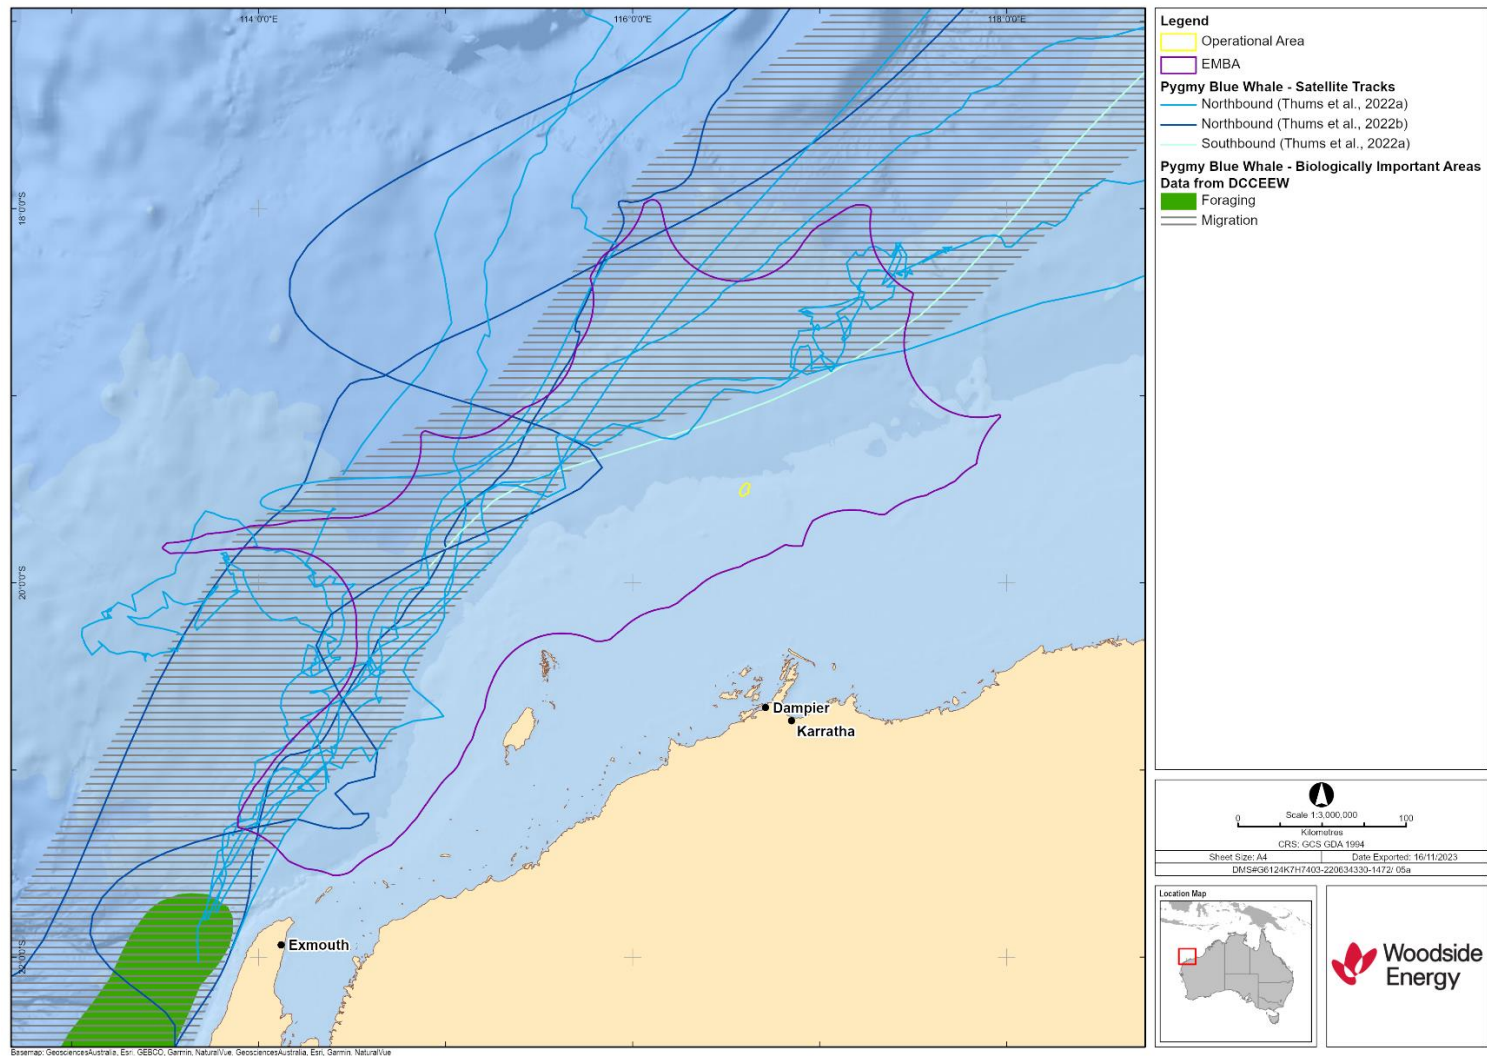 114°0'0"E
116°0'0"E
118°0'0"E
18°0'0"S
20°0'0"S
22°0'0"S
Dampier
Karratha
Exmouth
Legend
Operational Area
EMBA
Pygmy Blue Whale - Satellite Tracks
Northbound (Thums et al., 2022a)
Northbound (Thums et al., 2022b)
Southbound (Thums et al., 2022a)
Pygmy Blue Whale - Biologically Important Areas
Data from DCCEEW
Foraging
Migration
Scale 1:3,000,000
0 100
Kilometres
CRS: GCS GDA 1994
Sheet Size: A4 Date Exported: 16/11/2023
DMS#G6124K7H7403-220634330-1472/ 05a
Location Map
Woodside
Energy
Basemap: GeosciencesAustralia, Esri, GEBCO, Garmin, NaturalVue, GeosciencesAustralia, Esri, Garmin, NaturalVue